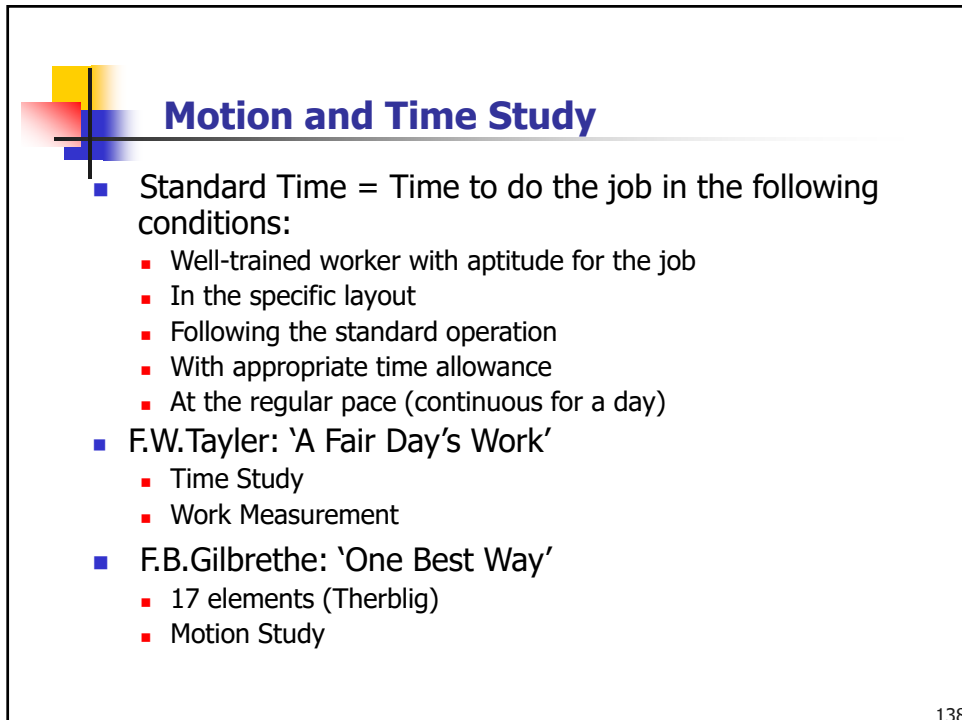 Motion and Time Study
Standard Time = Time to do the job in the following
conditions:
Well-trained worker with aptitude for the job
In the specific layout
Following the standard operation
With appropriate time allowance
At the regular pace (continuous for a day)
F.W.Tayler: ‘A Fair Day’s Work’
Time Study
Work Measurement
F.B.Gilbrethe: ‘One Best Way’
17 elements (Therblig)
Motion Study
138